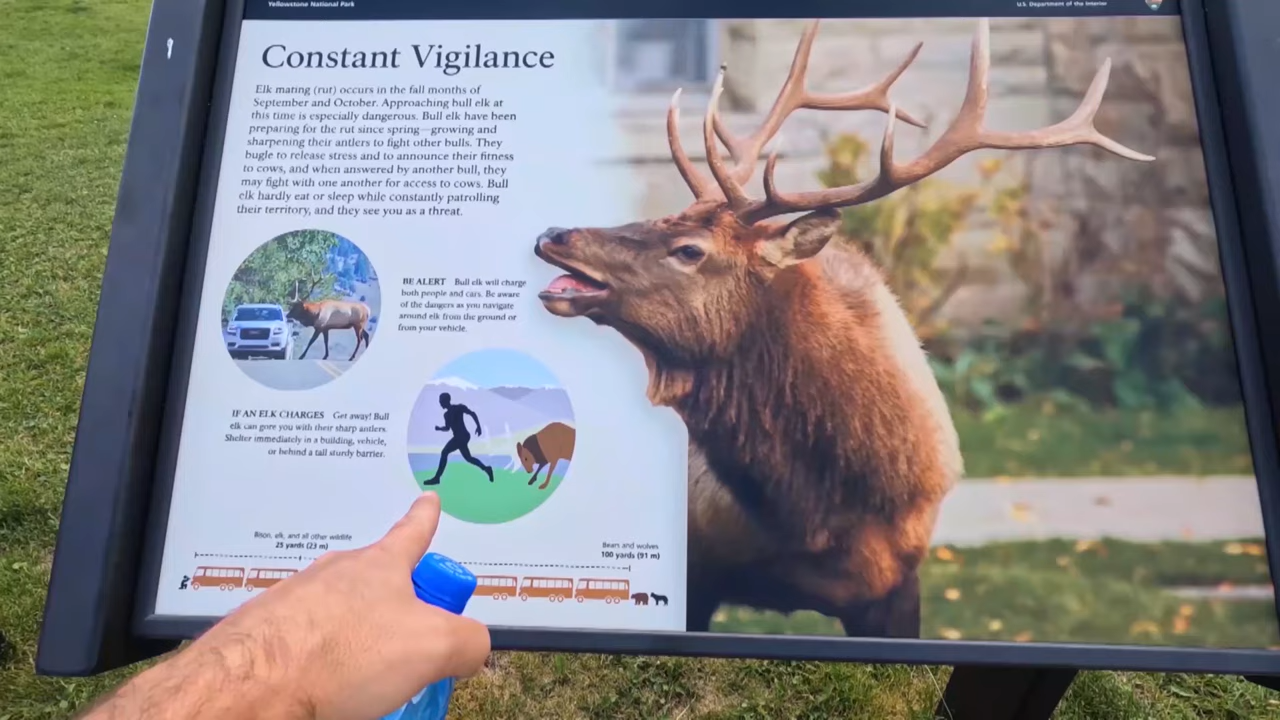 Yellowstone National Park
U.S. Department of the Interior
Constant Vigilance
Elk mating (rut) occurs in the fall months of
September and October. Approaching bull elk at
this time is especially dangerous. Bull elk have been
preparing for the rut since spring—growing and
sharpening their antlers to fight other bulls. They
bugle to release stress and to announce their fitness
to cows, and when answered by another bull, they
may fight with one another for access to cows. Bull
elk hardly eat or sleep while constantly patrolling
their territory, and they see you as a threat.
BE ALERT Bull elk will charge
both people and cars. Be aware
of the dangers as you navigate
around elk from the ground or
from your vehicle.
IF AN ELK CHARGES Get away! Bull
elk can gore you with their sharp antlers.
Shelter immediately in a building, vehicle,
or behind a tall sturdy barrier.
Bison, elk, and all other wildlife
25 yards (23 m)
Bears and wolves
100 yards (91 m)